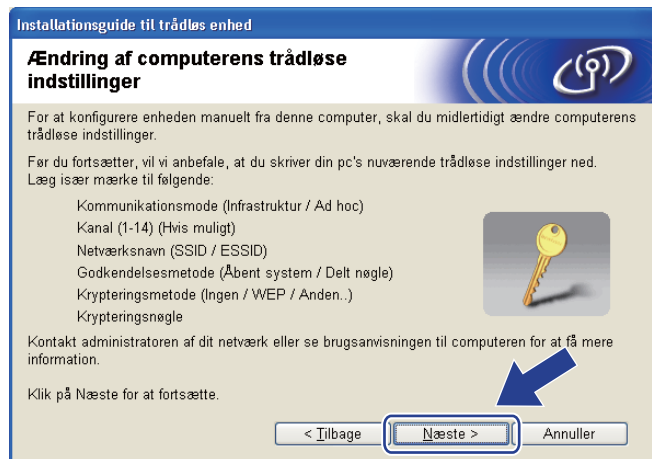 Installationsguide til trådløs enhed
Ændring af computerens trådløse
indstillinger
For at konfigurere enheden manuelt fra denne computer, skal du midlertidigt ændre computerens
trådløse indstillinger.
Før du fortsætter, vil vi anbefale, at du skriver din pc's nuværende trådløse indstillinger ned.
Læg især mærke til følgende:
Kommunikationsmode (Infrastruktur / Ad hoc)
Kanal (1-14) (Hvis muligt)
Netværksnavn (SSID / ESSID)
Godkendelsesmetode (Åbent system / Delt nøgle)
Krypteringsmetode (Ingen / WEP / Anden..)
Krypteringsnøgle
Kontakt administratoren af dit netværk eller se brugsanvisningen til computeren for at få mere
information.
Klik på Næste for at fortsætte.
< Tilbage Næste > Annuller